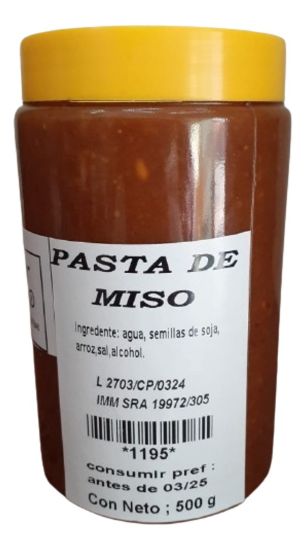 PASTA DE
MISO
Ingredente: agua, semillas de soja,
arroz,sal,alcohol.
L 2703/CP/0324
IMM SRA 19972/305
*1195*
consumir pref :
antes de 03/25
Con Neto ; 500 g